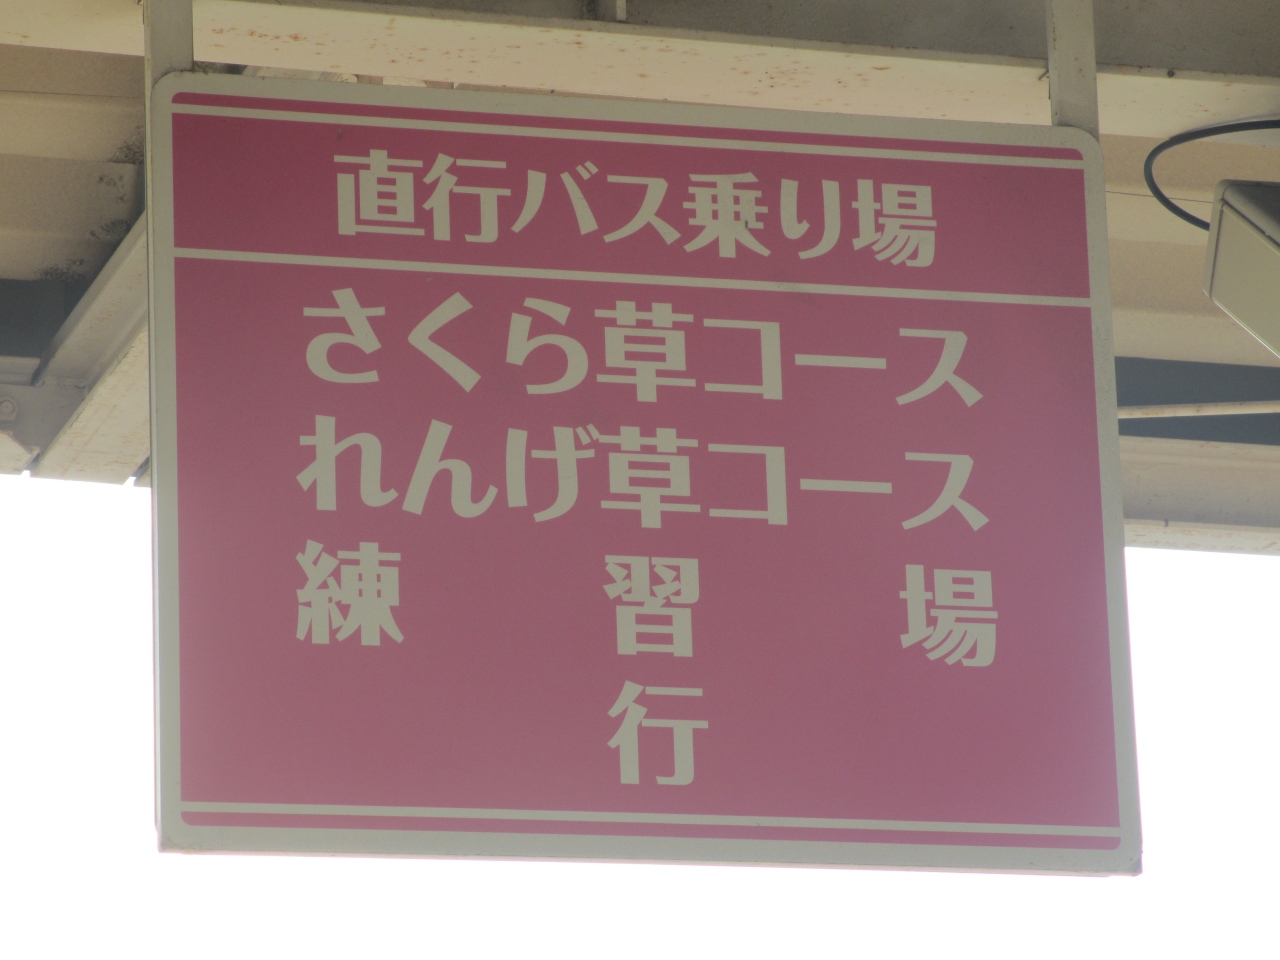 直行バス乗り場
さくら草コース
れんげ草コース
練習場
行